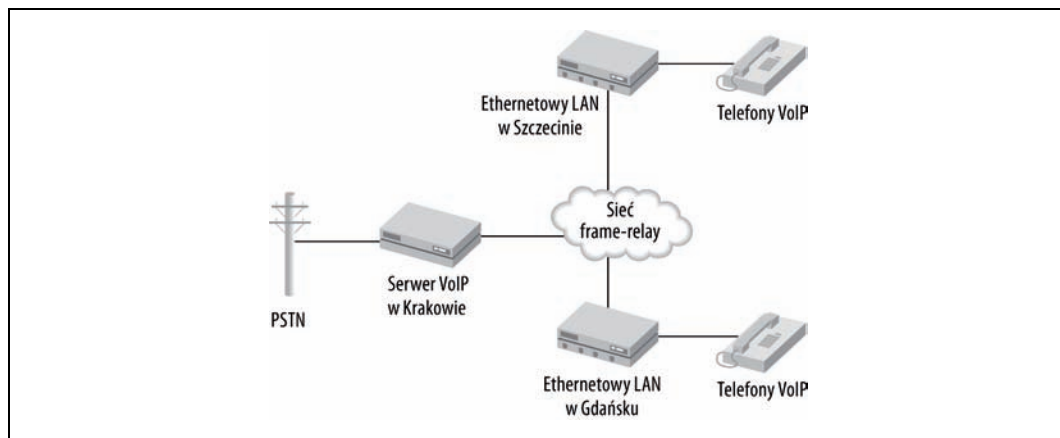 Ethernetowy LAN
w Szczecinie
Telefony VoIP
Sieć
frame-relay
PSTN
Serwer VoIP
w Krakowie
Ethernetowy LAN
w Gdańsku
Telefony VoIP